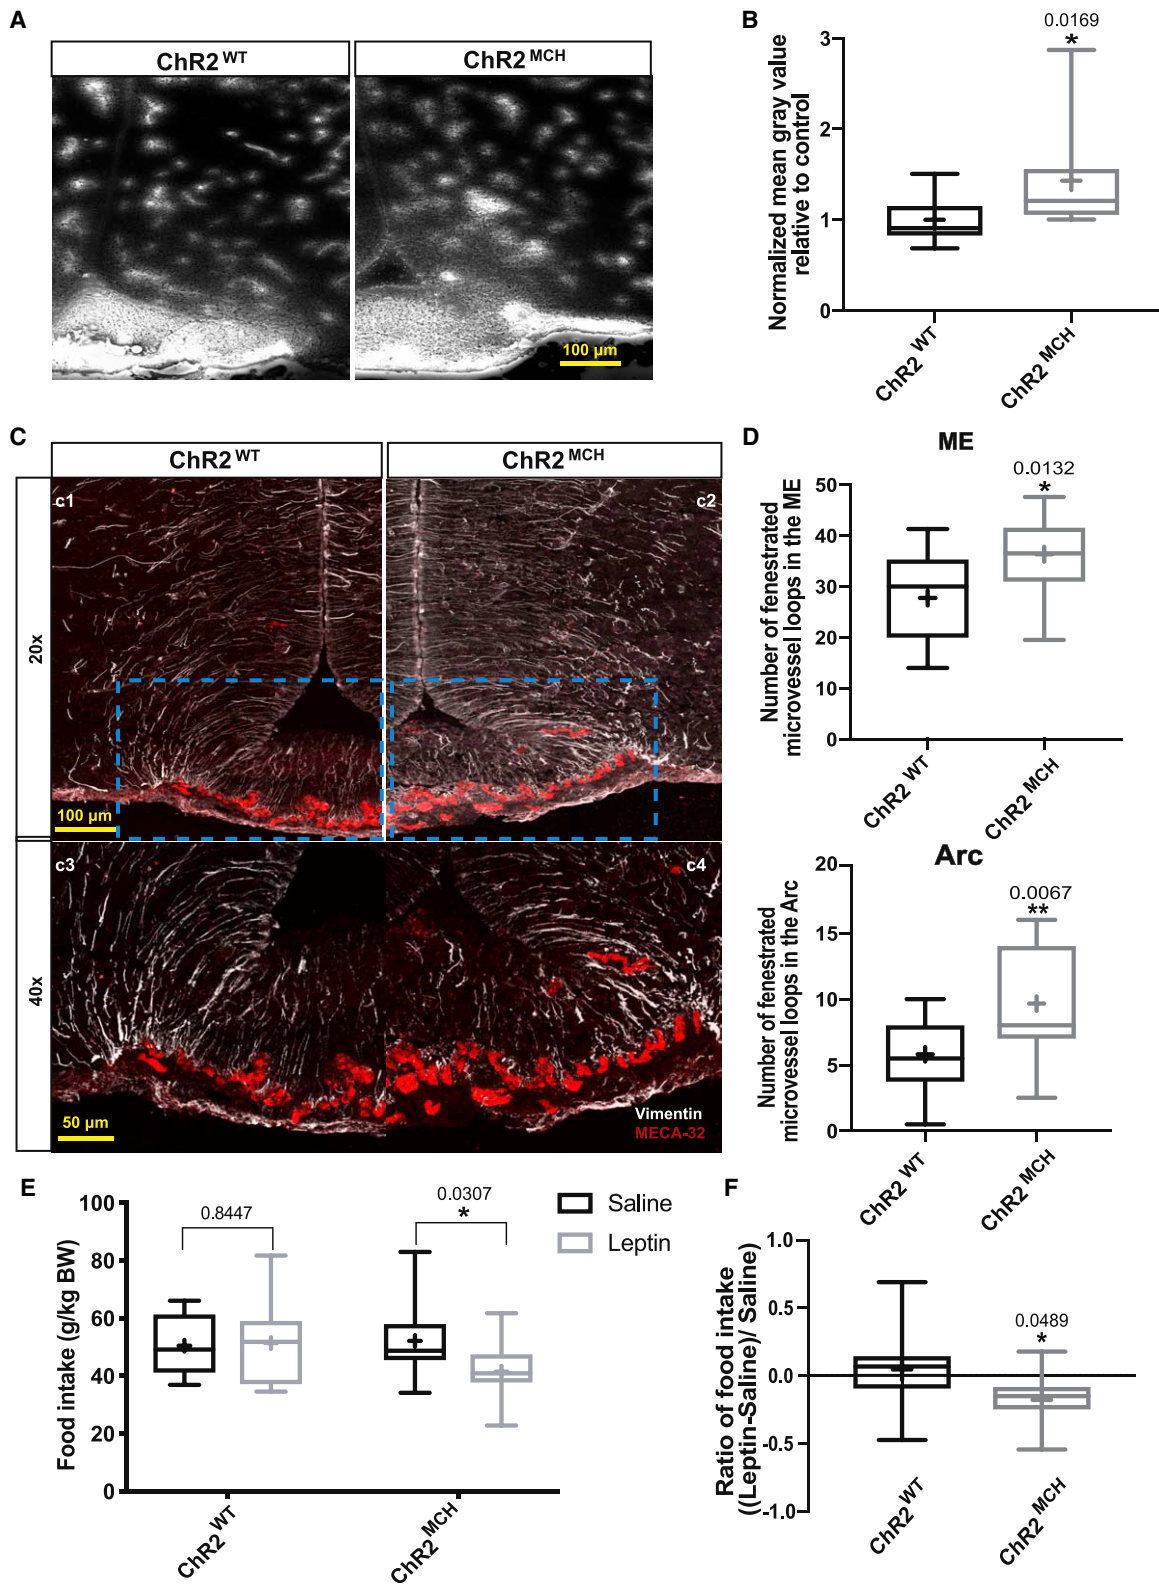 A
ChR2 WT
ChR2 MCH
100 µm
B
0.0169
*
Normalized mean gray value
relative to control
3
2
1
0
ChR2 WT
ChR2 MCH
C
ChR2 WT
ChR2 MCH
20x
c1
c2
100 µm
40x
c3
c4
50 µm
Vimentin
MECA-32
D
ME
0.0132
*
Number of fenestrated
microvessel loops in the ME
50
40
30
20
10
0
ChR2 WT
ChR2 MCH
Arc
0.0067
**
Number of fenestrated
microvessel loops in the Arc
20
15
10
5
0
ChR2 WT
ChR2 MCH
E
Food intake (g/kg BW)
100
80
60
40
20
0
0.8447
0.0307
*
Saline
Leptin
ChR2 WT
ChR2 MCH
F
Ratio of food intake
((Leptin-Saline)/ Saline)
1.0
0.5
0.0
-0.5
-1.0
0.0489
*
ChR2 WT
ChR2 MCH